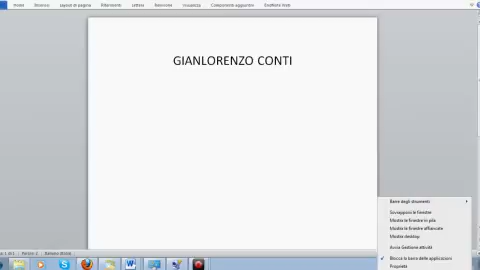 Inserisci Layout di pagina Riferimenti Lettere Revisione Visualizza Componenti aggiuntivi EndNote Web
GIANLORENZO CONTI
Barre degli strumenti
Sovrapponi le finestre
Mostra le finestre in pila
Mostra le finestre affiancate
Mostra desktop
Avvia Gestione attività
Blocca la barra delle applicazioni
Proprietà